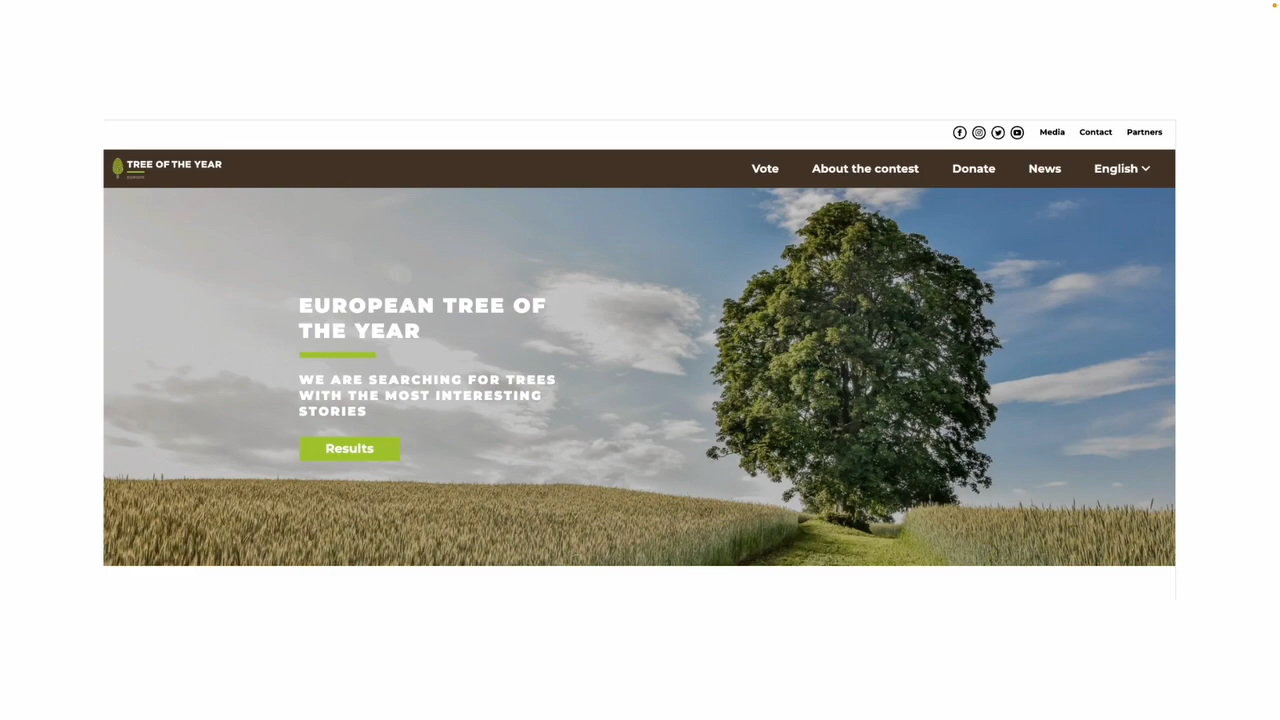 Media Contact Partners
TREE OF THE YEAR
Vote About the contest Donate News English
EUROPEAN TREE OF
THE YEAR
WE ARE SEARCHING FOR TREES
WITH THE MOST INTERESTING
STORIES
Results